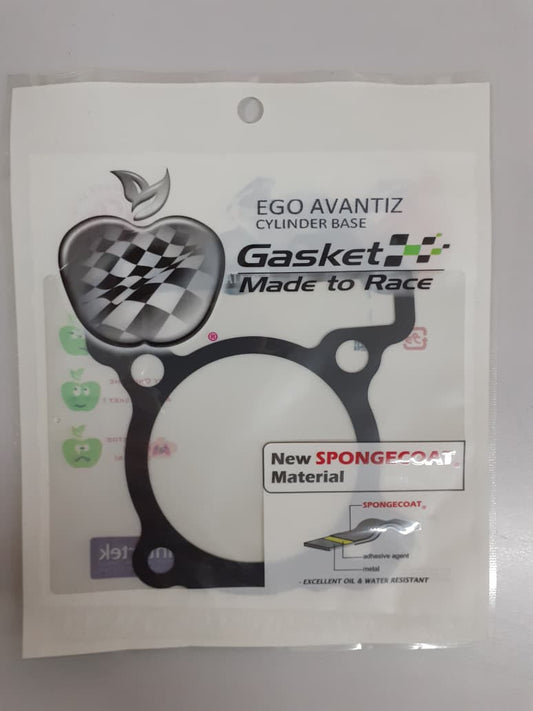 EGO AVANTIZ
CYLINDER BASE
Gasket
Made to Race
®
New SPONGECOAT®
Material
SPONGECOAT®
adhesive agent
metal
- EXCELLENT OIL & WATER RESISTANT